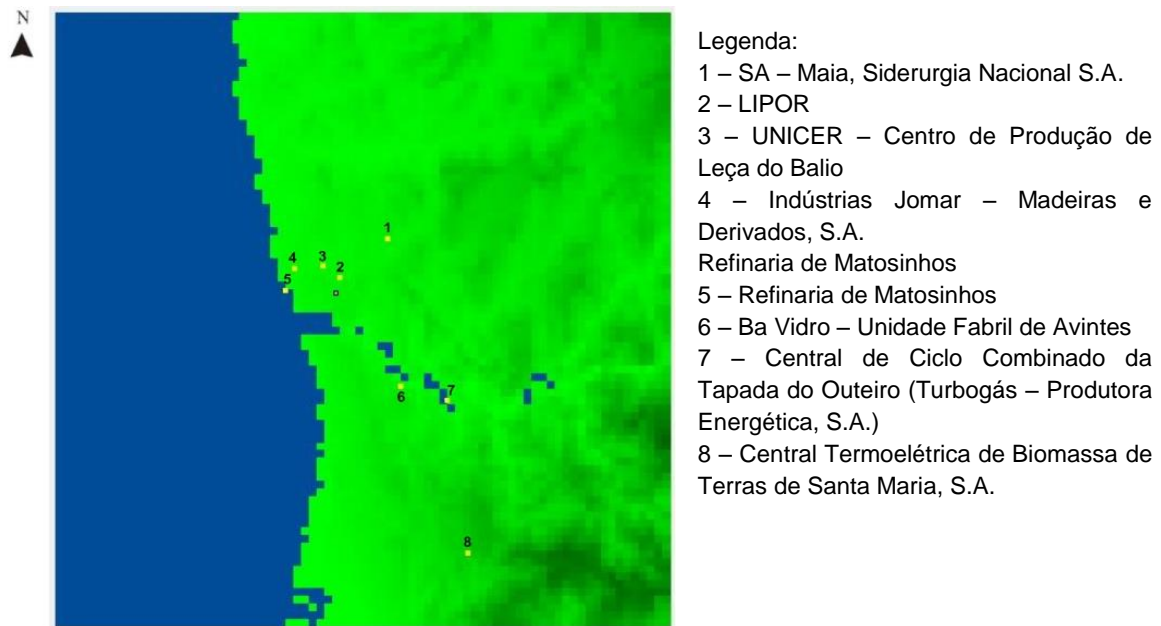 N
1
4
3
2
5
6
7
8
Legenda:
1 – SA – Maia, Siderurgia Nacional S.A.
2 – LIPOR
3 – UNICER – Centro de Produção de
Leça do Balio
4 – Indústrias Jomar – Madeiras e
Derivados, S.A.
Refinaria de Matosinhos
5 – Refinaria de Matosinhos
6 – Ba Vidro – Unidade Fabril de Avintes
7 – Central de Ciclo Combinado da
Tapada do Outeiro (Turbogás – Produtora
Energética, S.A.)
8 – Central Termoelétrica de Biomassa de
Terras de Santa Maria, S.A.